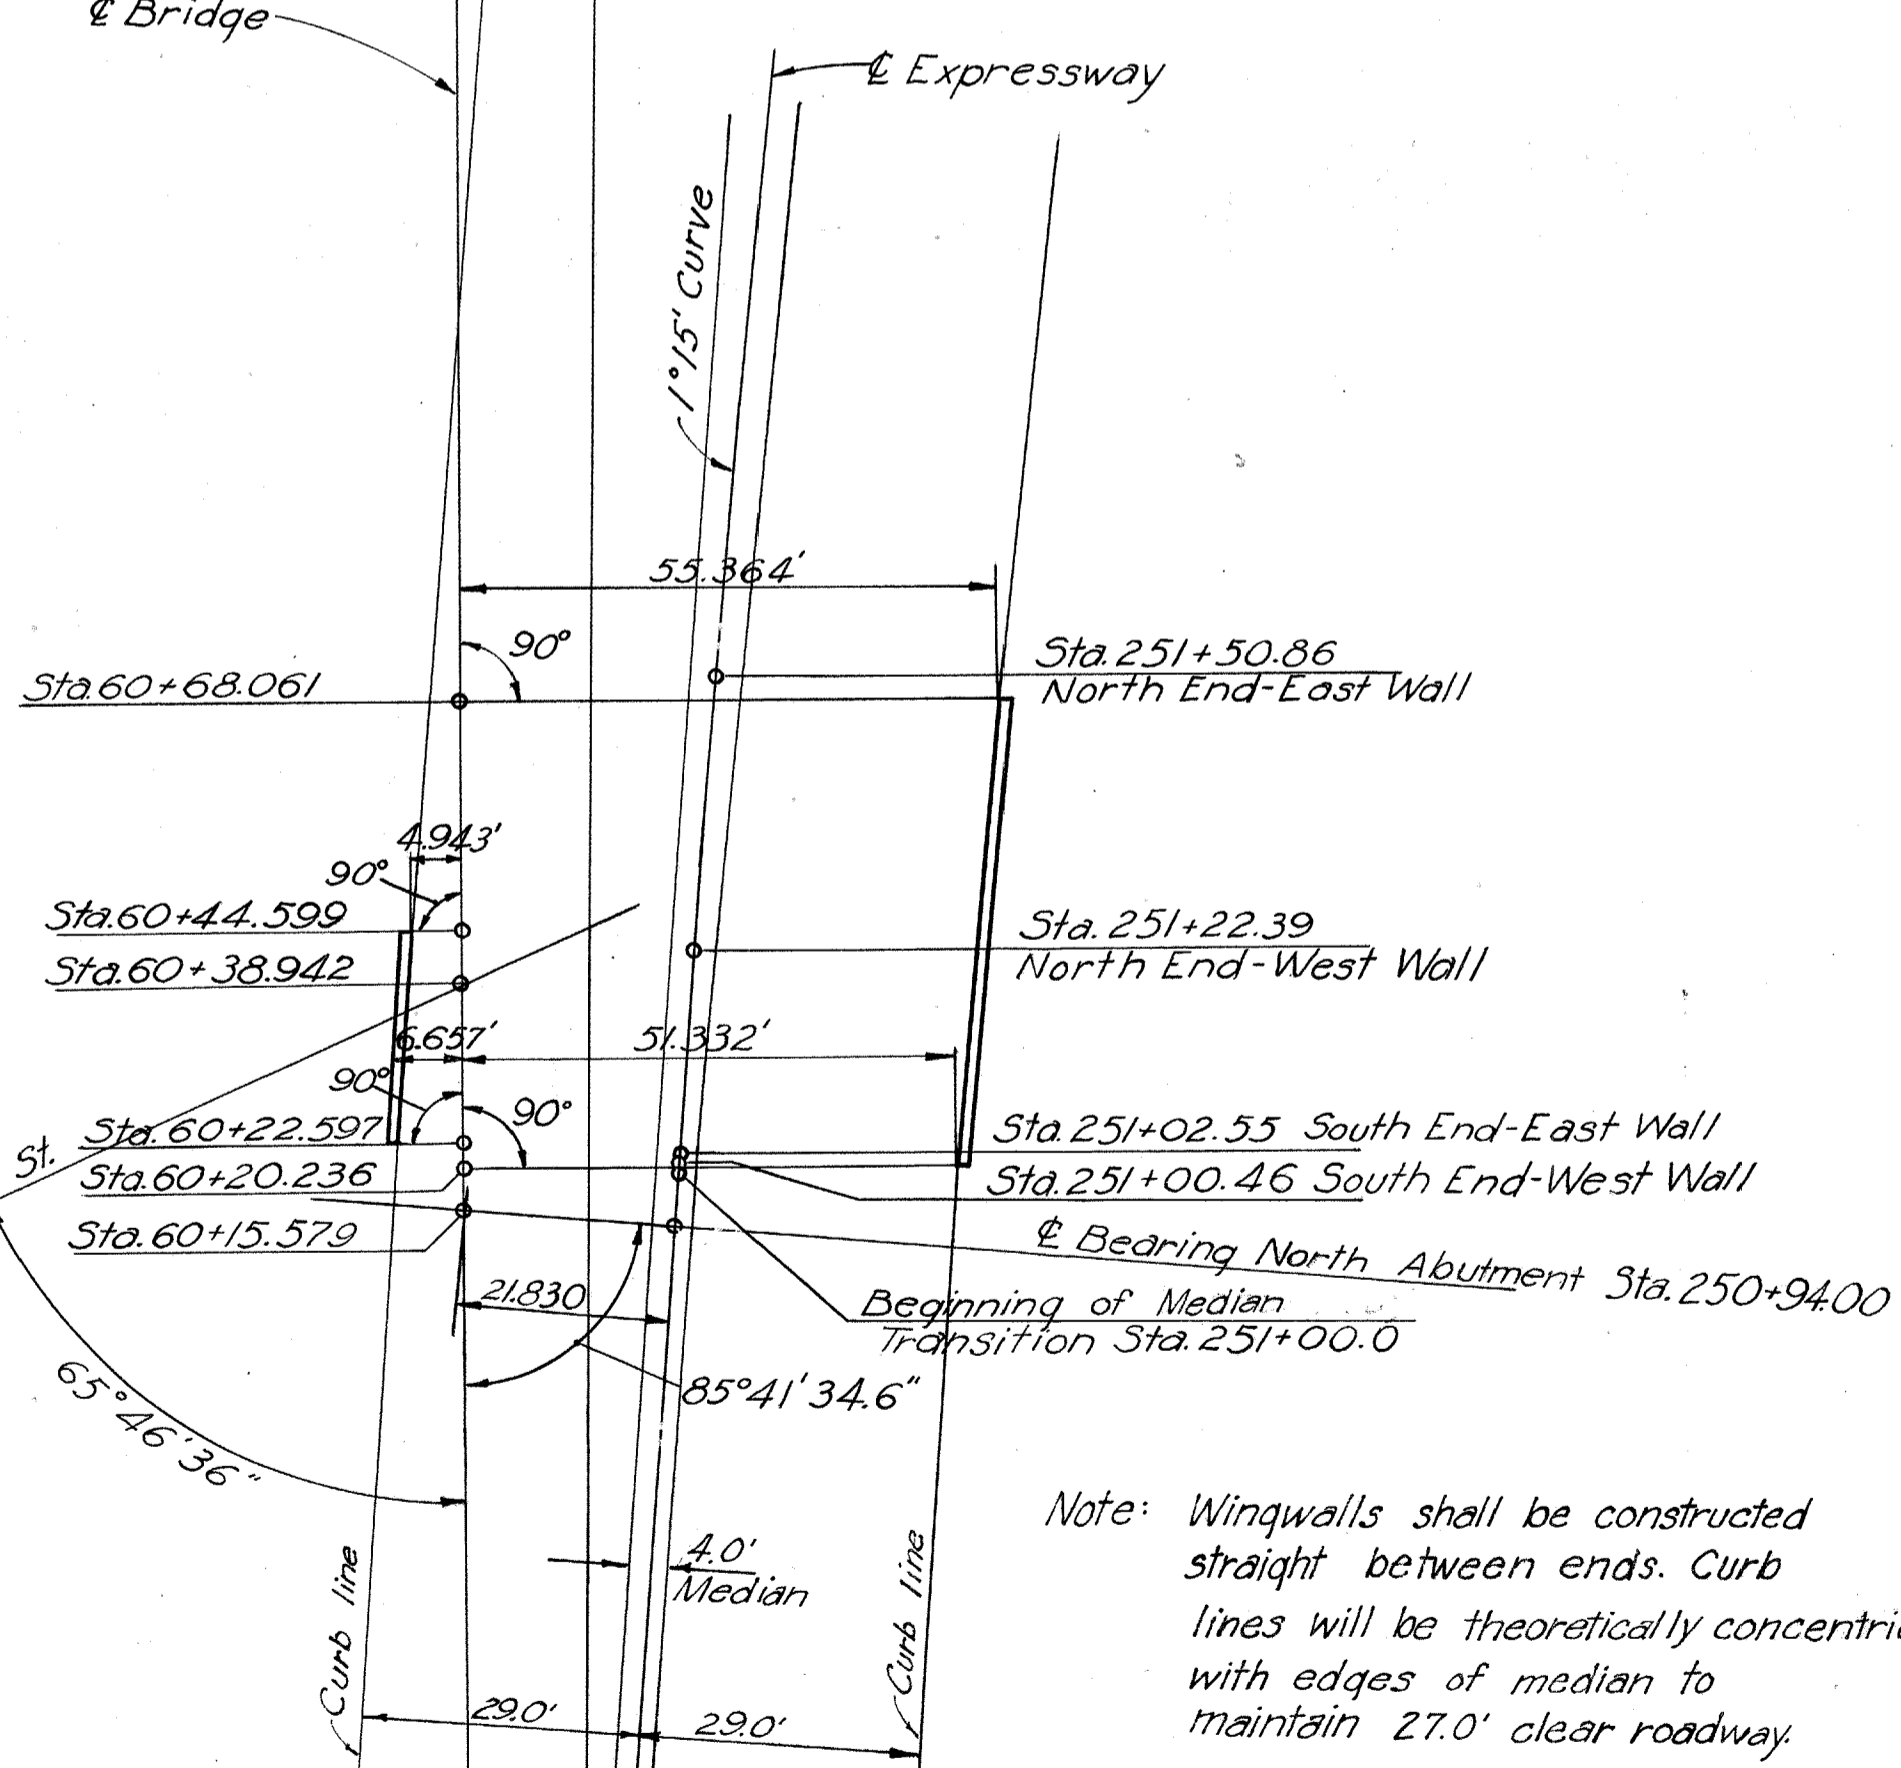 ℄ Bridge
℄ Expressway
1°15' Curve
55.364'
90°
Sta. 251+50.86
North End-East Wall
Sta.60+68.061
4.943'
90°
Sta.60+44.599
Sta. 251+22.39
North End-West Wall
Sta.60+38.942
6.657'
51.332'
90°
90°
Sta. 60+22.597
Sta. 251+02.55 South End-East Wall
St.
Sta.60+20.236
Sta. 251+00.46 South End-West Wall
Sta.60+15.579
℄ Bearing North Abutment Sta. 250+94.00
21.830
Beginning of Median
Transition Sta. 251+00.0
85°41'34.6"
65°46'36"
Note: Wingwalls shall be constructed
straight between ends. Curb
lines will be theoretically concentri
with edges of median to
maintain 27.0' clear roadway.
4.0'
Median
Curb line
Curb line
29.0'
29.0'